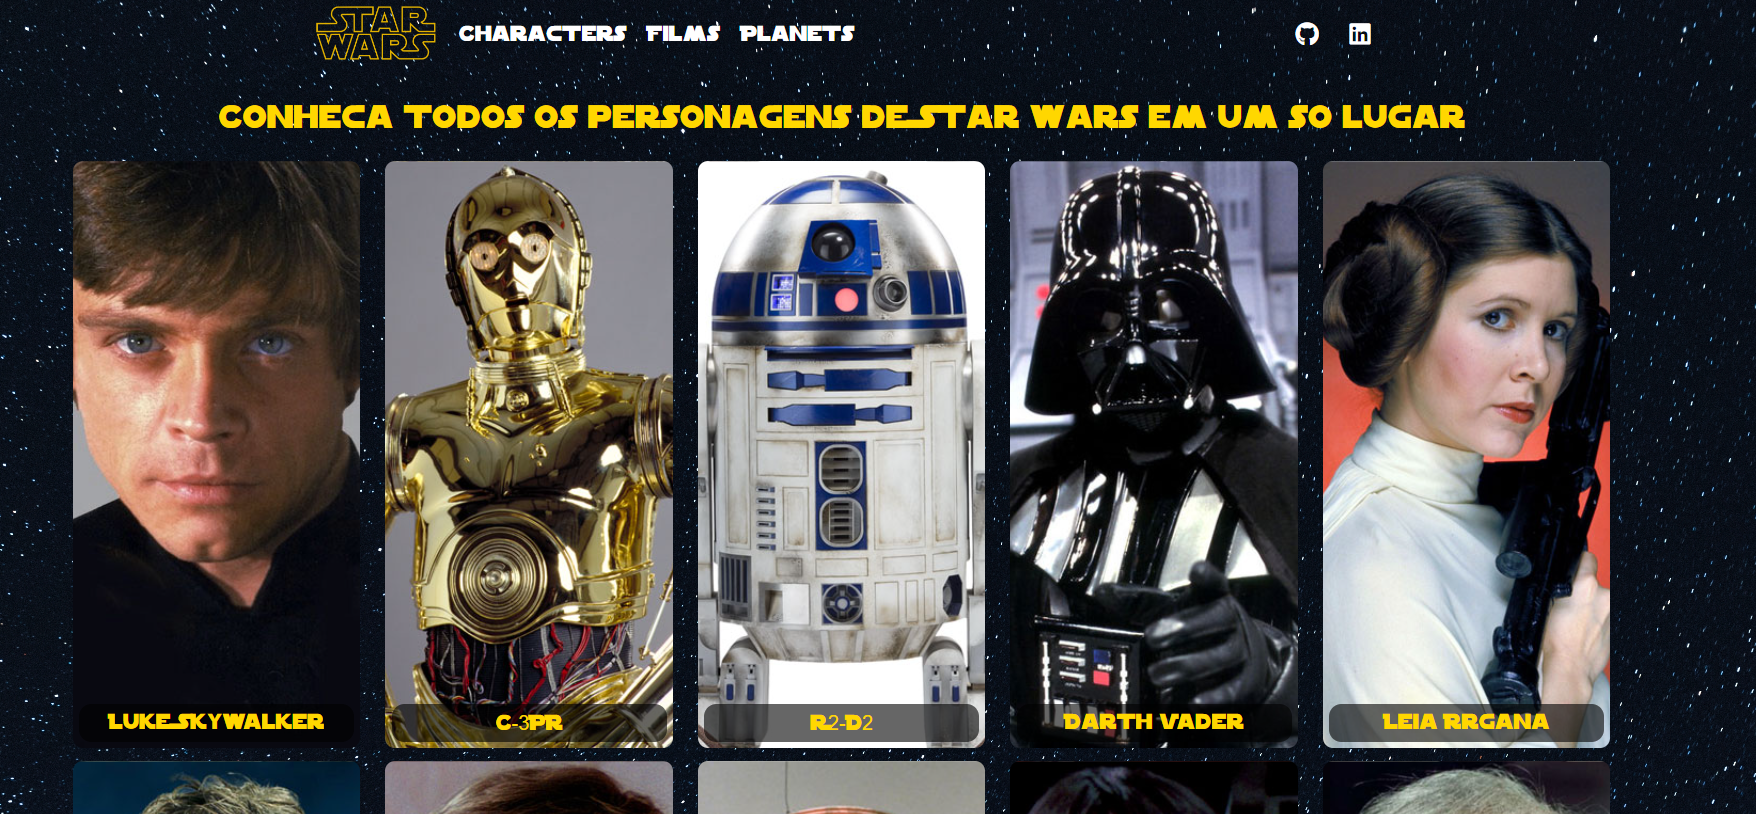 STAR
WARS
CHARACTERS FILMS PLANETS
in
CONHECA TODOS OS PERSONAGENS DE STAR WARS EM UM SO LUGAR
LUKE SKYWALKER
C-3PR
R2-D2
DARTH VADER
LEIA RRGANA